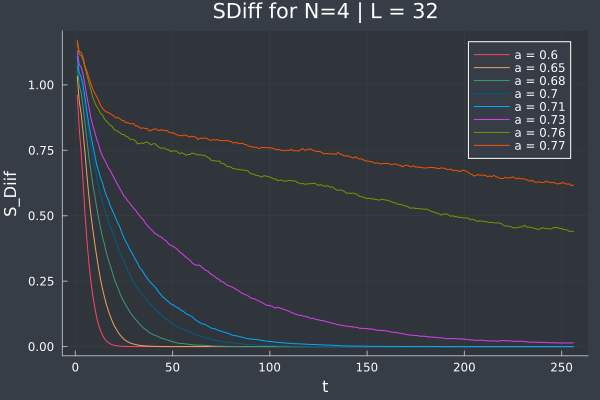 SDiff for N=4 | L = 32
a = 0.6
a = 0.65
a = 0.68
a = 0.7
a = 0.71
a = 0.73
a = 0.76
a = 0.77
1.00
0.75
0.50
0.25
0.00
S_Diif
0
50
100
150
200
250
t